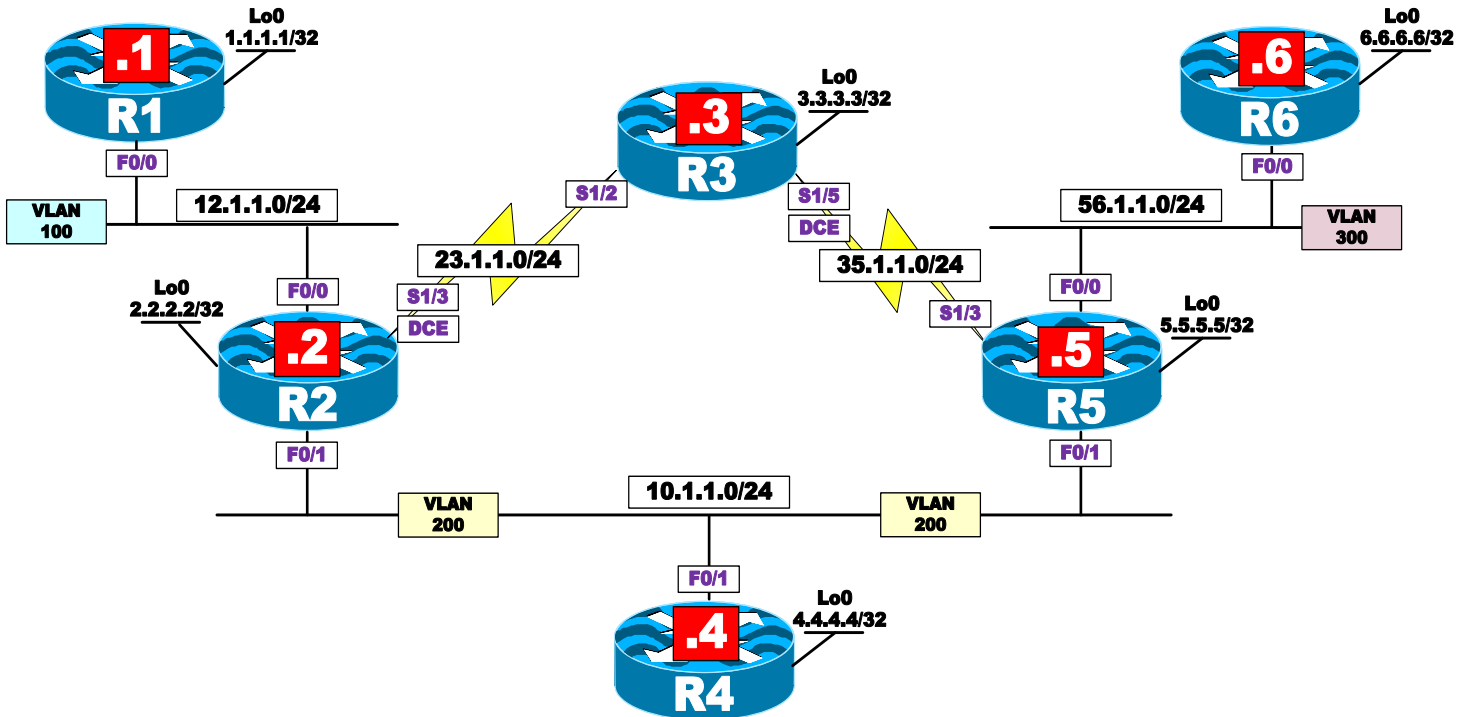 Lo0
1.1.1.1/32
.1
R1
F0/0
12.1.1.0/24
VLAN
100
Lo0
3.3.3.3/32
.3
R3
S1/2
S1/5
DCE
Lo0
6.6.6.6/32
.6
R6
F0/0
56.1.1.0/24
VLAN
300
23.1.1.0/24
35.1.1.0/24
Lo0
2.2.2.2/32
F0/0
S1/3
DCE
.2
R2
F0/1
S1/3
F0/0
Lo0
5.5.5.5/32
.5
R5
F0/1
VLAN
200
10.1.1.0/24
VLAN
200
F0/1
Lo0
4.4.4.4/32
.4
R4